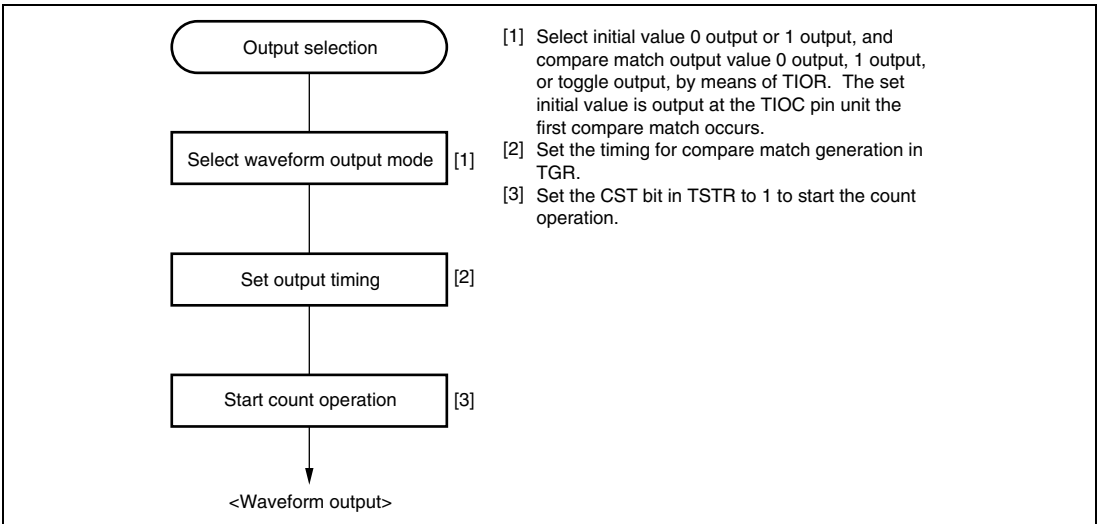 Output selection
Select waveform output mode [1]
Set output timing [2]
Start count operation [3]
<Waveform output>
[1] Select initial value 0 output or 1 output, and
compare match output value 0 output, 1 output,
or toggle output, by means of TIOR. The set
initial value is output at the TIOC pin unit the
first compare match occurs.
[2] Set the timing for compare match generation in
TGR.
[3] Set the CST bit in TSTR to 1 to start the count
operation.